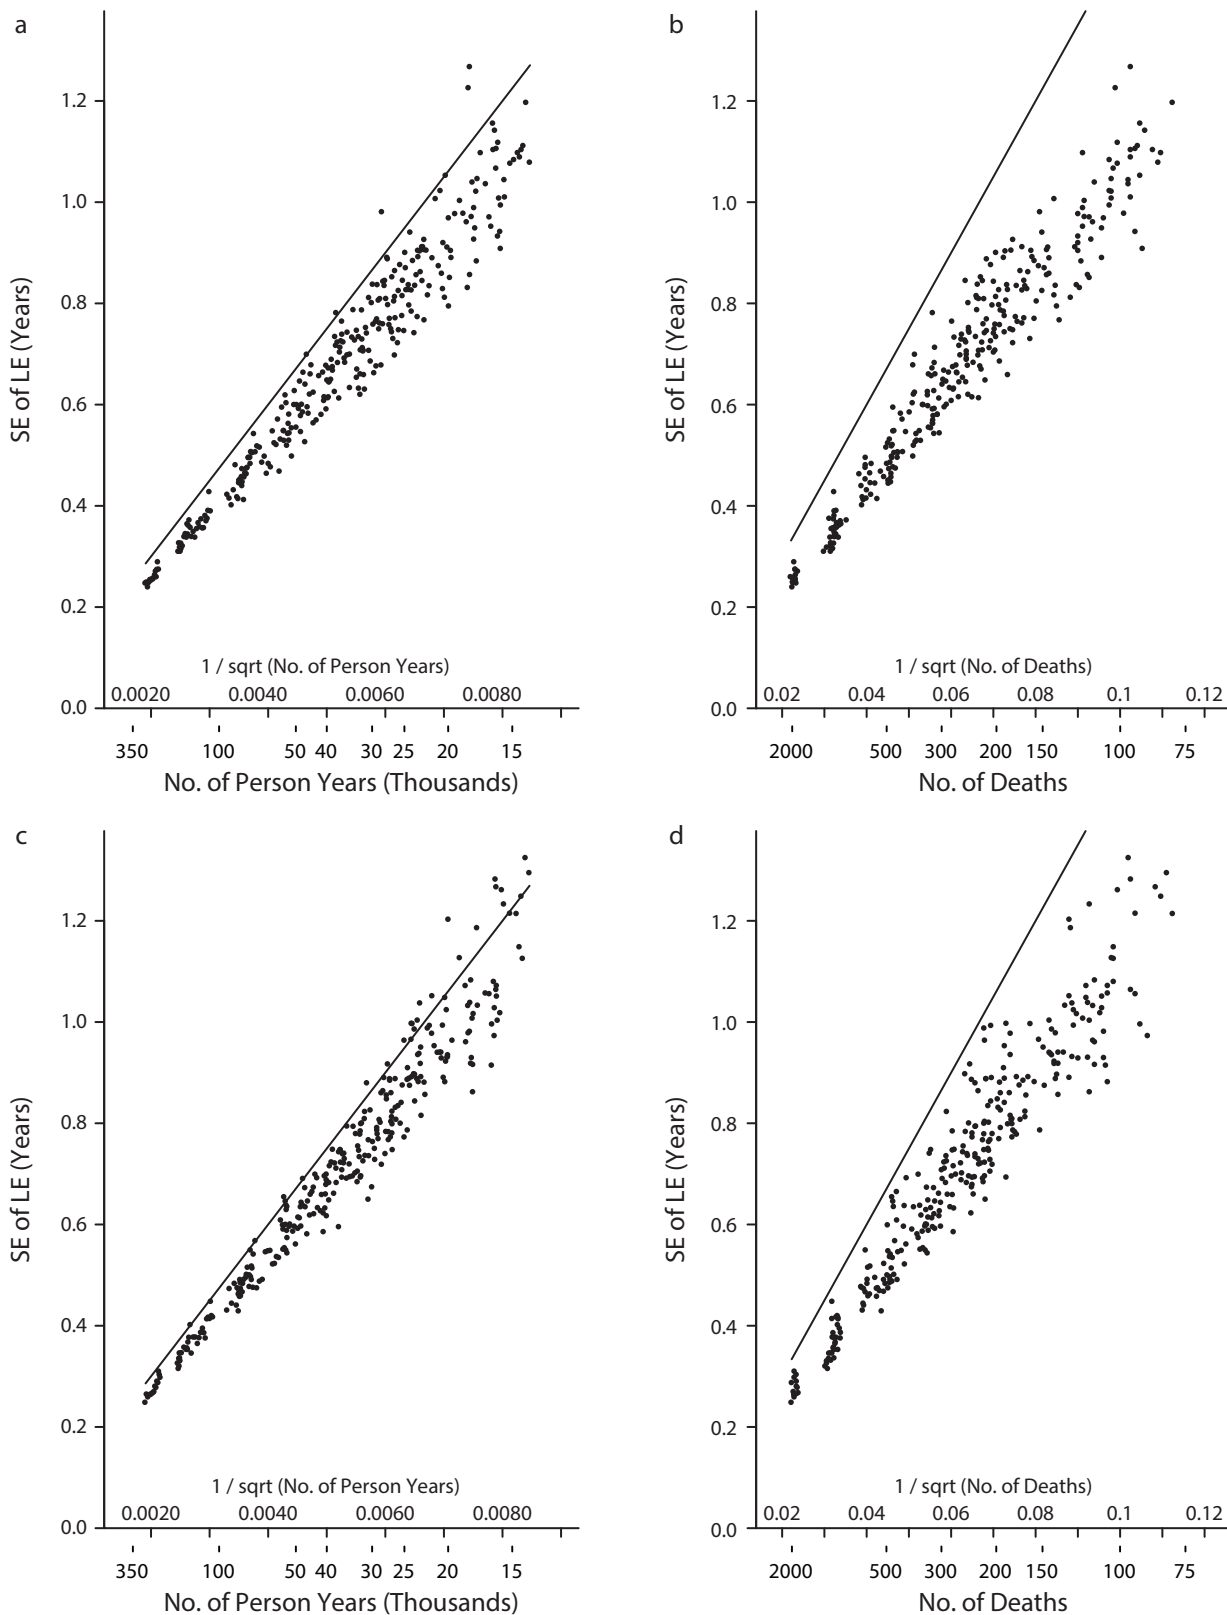 a
SE of LE (Years)
1.2
1.0
0.8
0.6
0.4
0.2
0.0
1 / sqrt (No. of Person Years)
0.0020 0.0040 0.0060 0.0080
350 100 50 40 30 25 20 15
No. of Person Years (Thousands)
b
SE of LE (Years)
1.2
1.0
0.8
0.6
0.4
0.2
0.0
1 / sqrt (No. of Deaths)
0.02 0.04 0.06 0.08 0.1 0.12
2000 500 300 200 150 100 75
No. of Deaths
c
SE of LE (Years)
1.2
1.0
0.8
0.6
0.4
0.2
0.0
1 / sqrt (No. of Person Years)
0.0020 0.0040 0.0060 0.0080
350 100 50 40 30 25 20 15
No. of Person Years (Thousands)
d
SE of LE (Years)
1.2
1.0
0.8
0.6
0.4
0.2
0.0
1 / sqrt (No. of Deaths)
0.02 0.04 0.06 0.08 0.1 0.12
2000 500 300 200 150 100 75
No. of Deaths